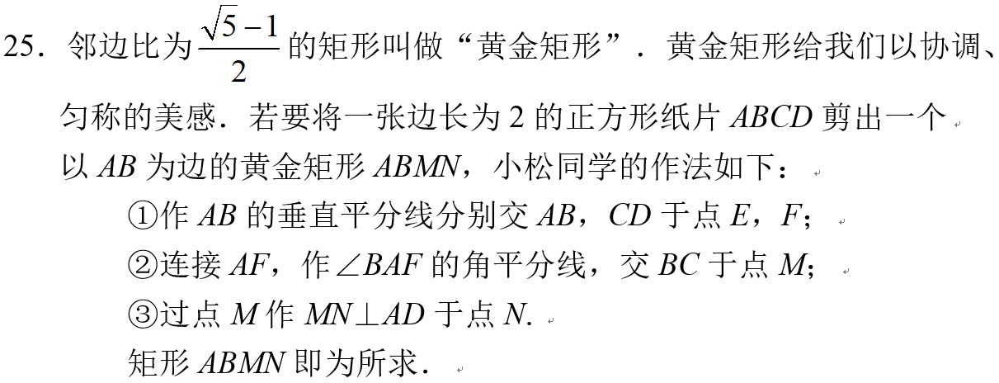 25．邻边比为 $\frac{\sqrt{5}-1}{2}$ 的矩形叫做“黄金矩形”．黄金矩形给我们以协调、
匀称的美感．若要将一张边长为 2 的正方形纸片 ABCD 剪出一个
以 AB 为边的黄金矩形 ABMN，小松同学的作法如下：
①作 AB 的垂直平分线分别交 AB，CD 于点 E，F；
②连接 AF，作∠BAF 的角平分线，交 BC 于点 M；
③过点 M 作 MN⊥AD 于点 N.
矩形 ABMN 即为所求．